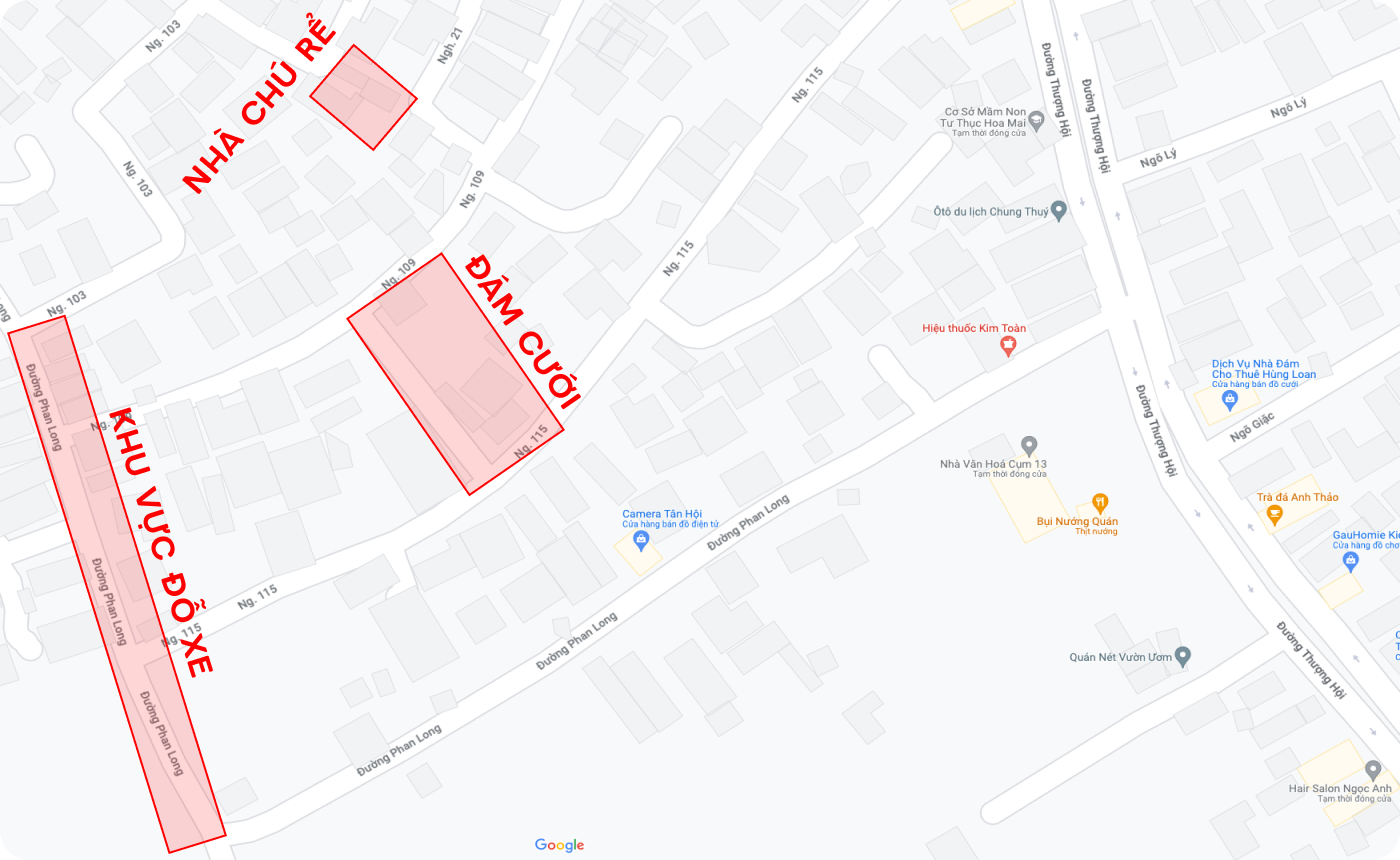 Ng. 103
NHÀ CHÚ RỂ
Ngh. 21
Ng. 115
Đường Thượng Hội
Đường Thượng Hội
Cơ Sở Mầm Non
Tư Thục Hoa Mai
Tạm thời đóng cửa
Ngõ Lý
Ngõ Lý
Ng. 103
Ng. 109
Ôtô du lịch Chung Thuý
Ng. 115
Ng. 109
ĐÁM CƯỚI
Ng. 103
Hiệu thuốc Kim Toàn
Dịch Vụ Nhà Đám
Cho Thuê Hùng Loan
Cửa hàng bán đồ cưới
Đường Phan Long
KHU VỰC ĐỖ XE
Ng. 115
Đường Thượng Hội
Ngõ Giặc
Nhà Văn Hoá Cụm 13
Tạm thời đóng cửa
Trà đá Anh Thảo
Camera Tân Hội
Cửa hàng bán đồ điện tử
Đường Phan Long
Bụi Nướng Quán
Thịt nướng
GauHomie Kie
Cửa hàng đồ chơ
Đường Phan Long
Ng. 115
Ng. 115
Đường Phan Long
Quán Nét Vườn Ươm
Đường Thượng Hội
Đường Phan Long
Đường Phan Long
Hair Salon Ngọc Anh
Tạm thời đóng cửa
Google